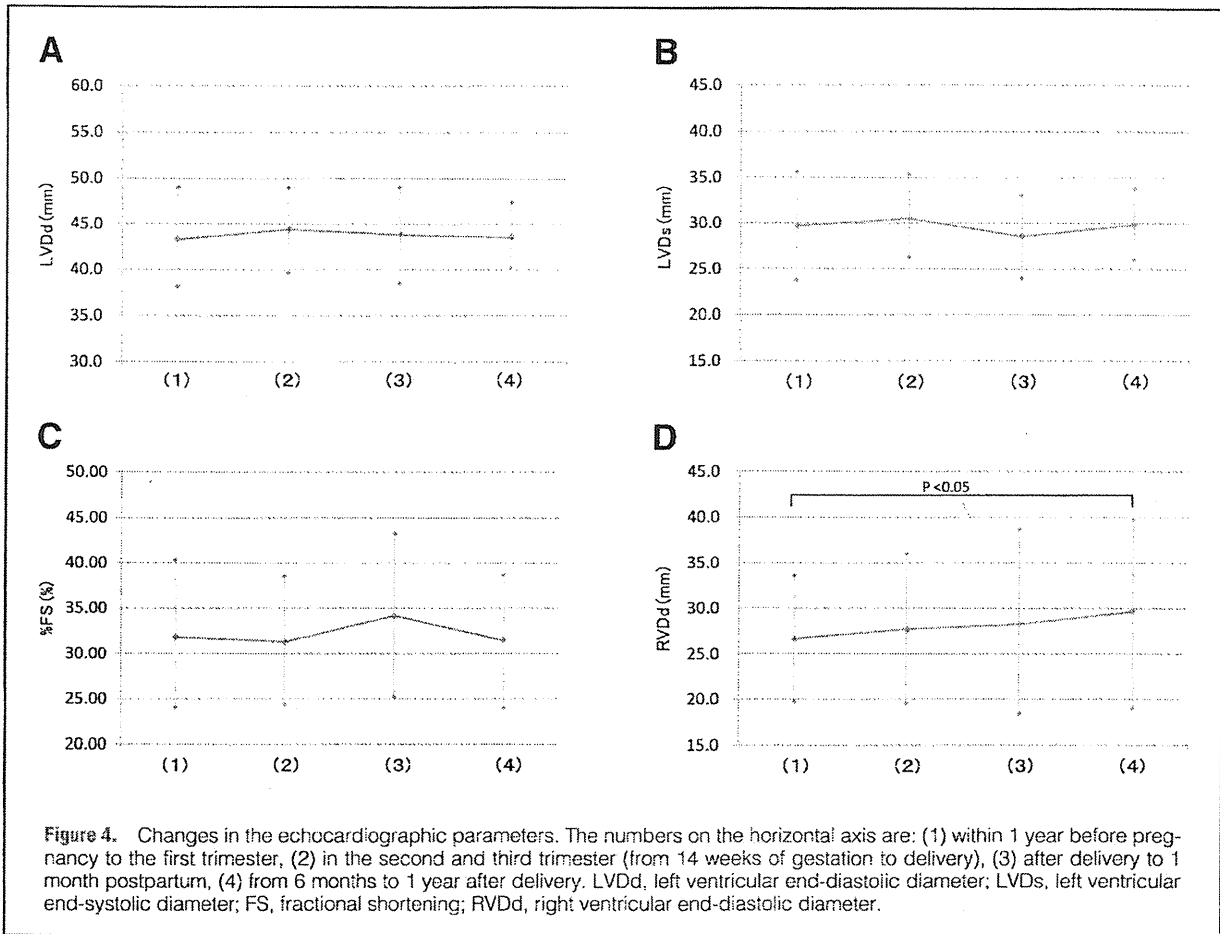 A
LVDd (mm)
60.0
55.0
50.0
45.0
40.0
35.0
30.0
(1) (2) (3) (4)
B
LVDs (mm)
45.0
40.0
35.0
30.0
25.0
20.0
15.0
(1) (2) (3) (4)
C
%FS (%)
50.00
45.00
40.00
35.00
30.00
25.00
20.00
(1) (2) (3) (4)
D
RVDd (mm)
45.0
40.0
35.0
30.0
25.0
20.0
15.0
P <0.05
(1) (2) (3) (4)
Figure 4. Changes in the echocardiographic parameters. The numbers on the horizontal axis are: (1) within 1 year before preg-
nancy to the first trimester, (2) in the second and third trimester (from 14 weeks of gestation to delivery), (3) after delivery to 1
month postpartum, (4) from 6 months to 1 year after delivery. LVDd, left ventricular end-diastolic diameter; LVDs, left ventricular
end-systolic diameter; FS, fractional shortening; RVDd, right ventricular end-diastolic diameter.